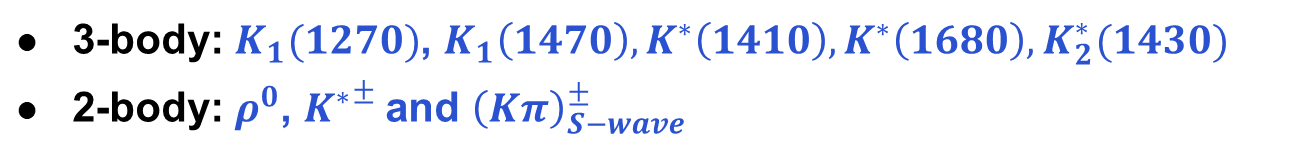 • 3-body: K₁(1270), K₁(1470), K*(1410), K*(1680), K₂*(1430)
• 2-body: ρ⁰, K*± and (Kπ)±S−wave